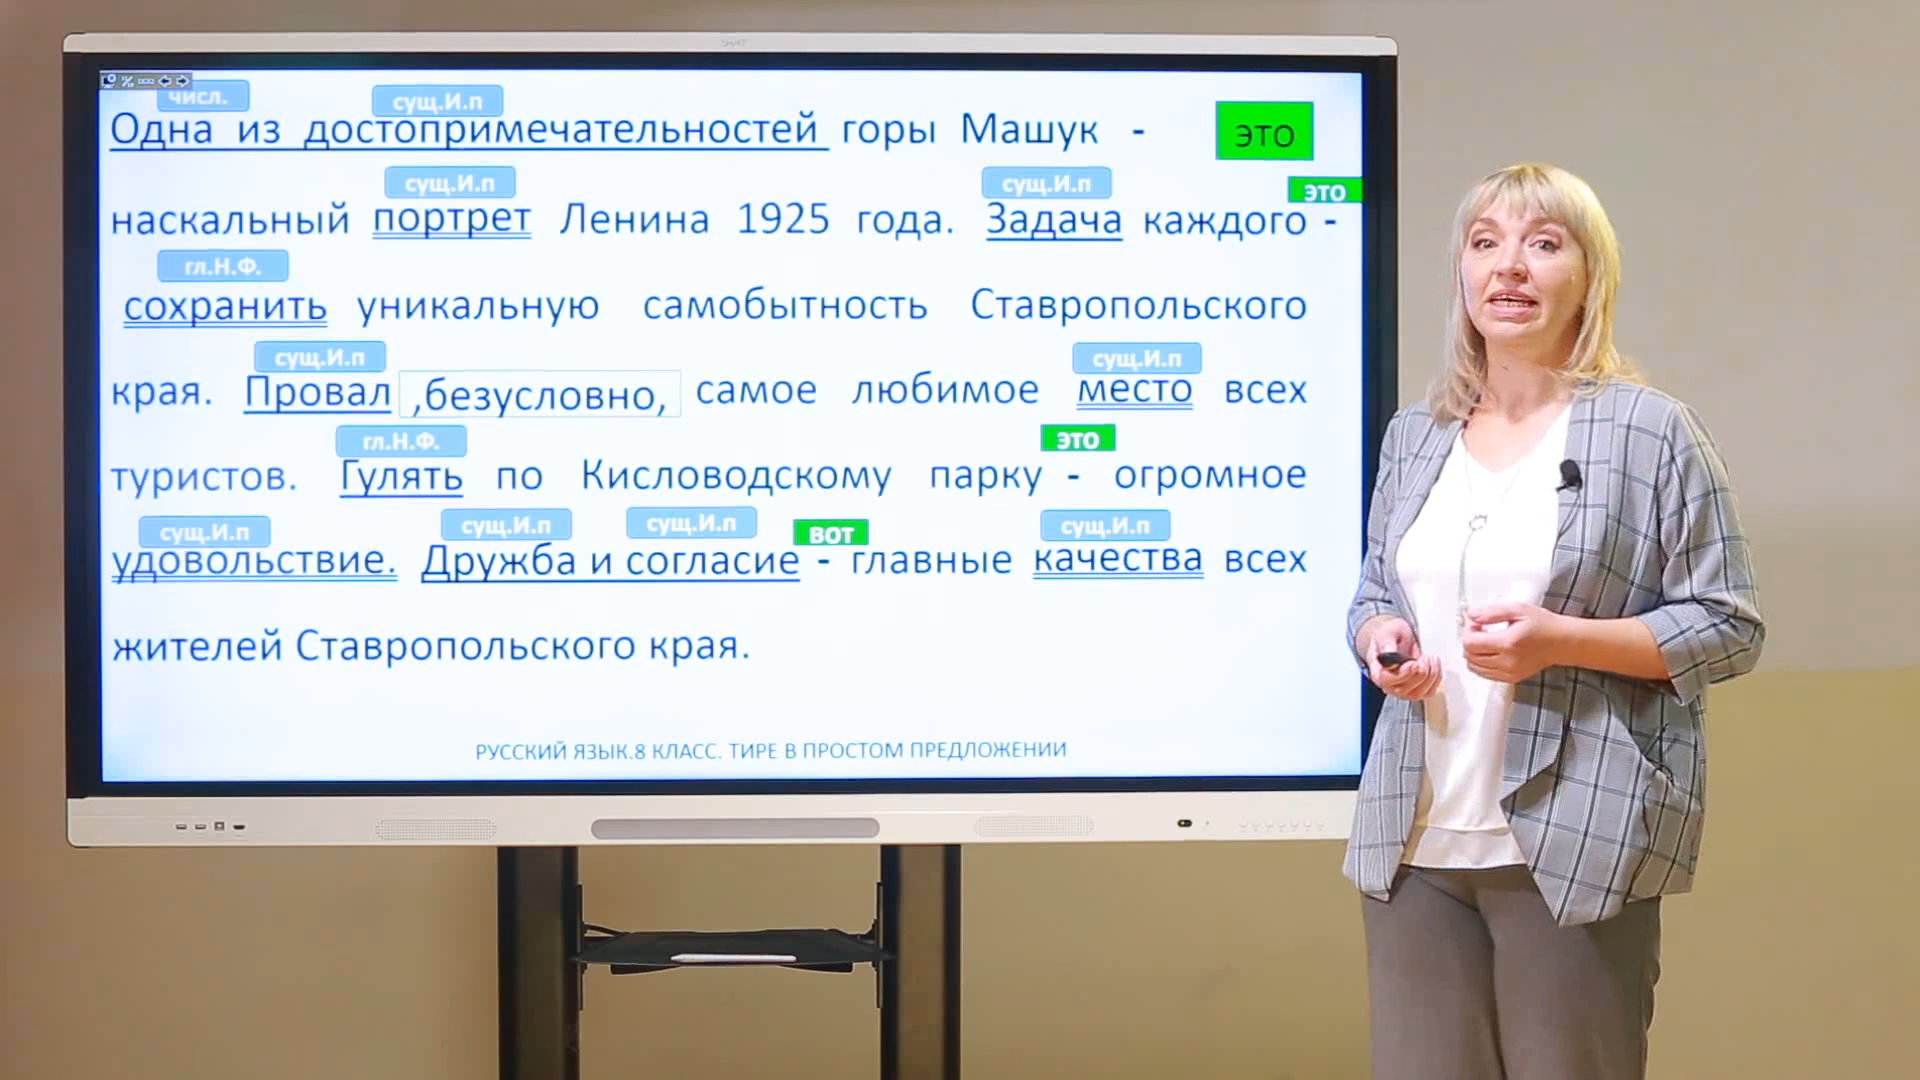 SMART
числ. сущ.И.п
Одна из достопримечательностей горы Машук - это
сущ.И.п сущ.И.п это
наскальный портрет Ленина 1925 года. Задача каждого -
гл.Н.Ф.
сохранить уникальную самобытность Ставропольского
сущ.И.п сущ.И.п
края. Провал ,безусловно, самое любимое место всех
гл.Н.Ф. это
туристов. Гулять по Кисловодскому парку - огромное
сущ.И.п сущ.И.п сущ.И.п вот сущ.И.п
удовольствие. Дружба и согласие - главные качества всех
жителей Ставропольского края.
РУССКИЙ ЯЗЫК.8 КЛАСС. ТИРЕ В ПРОСТОМ ПРЕДЛОЖЕНИИ